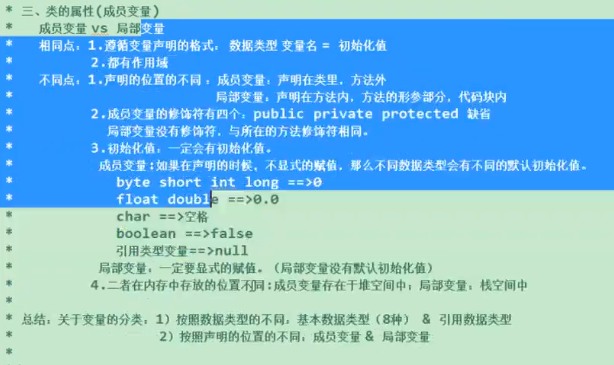 * 三、类的属性(成员变量)
* 成员变量 vs 局部变量
* 相同点：1.遵循变量声明的格式： 数据类型 变量名 = 初始化值
* 2.都有作用域
* 不同点：1.声明的位置的不同 ：成员变量：声明在类里，方法外
* 局部变量：声明在方法内，方法的形参部分，代码块内
* 2.成员变量的修饰符有四个：public private protected 缺省
* 局部变量没有修饰符，与所在的方法修饰符相同。
* 3.初始化值：一定会有初始化值。
* 成员变量:如果在声明的时候，不显式的赋值，那么不同数据类型会有不同的默认初始化值。
* byte short int long ==>0
* float double ==>0.0
* char ==>空格
* boolean ==>false
* 引用类型变量==>null
* 局部变量：一定要显式的赋值。（局部变量没有默认初始化值）
* 4.二者在内存中存放的位置不同:成员变量存在于堆空间中；局部变量：栈空间中
*
* 总结：关于变量的分类：1）按照数据类型的不同：基本数据类型（8种） & 引用数据类型
* 2）按照声明的位置的不同：成员变量 & 局部变量
*